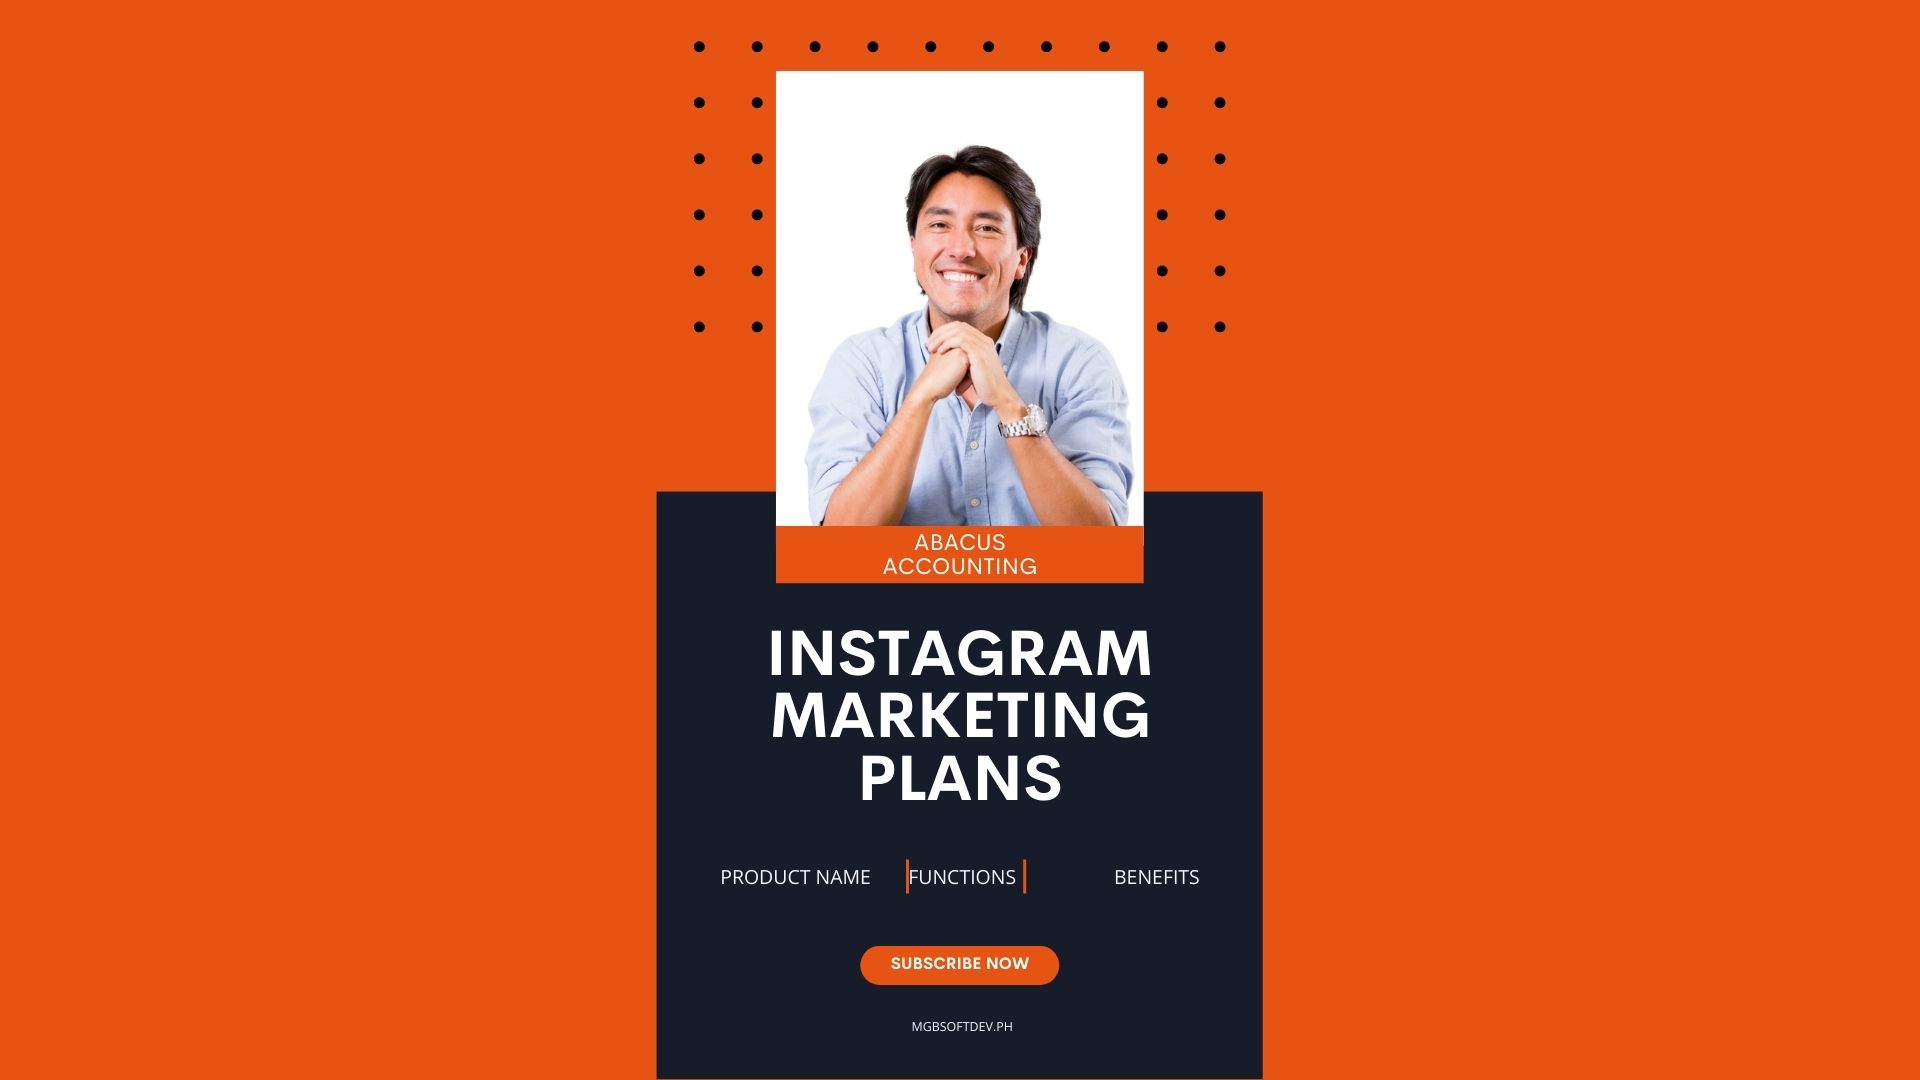 ABACUS
ACCOUNTING
INSTAGRAM
MARKETING
PLANS
PRODUCT NAME FUNCTIONS BENEFITS
SUBSCRIBE NOW
MGBSOFTDEV.PH